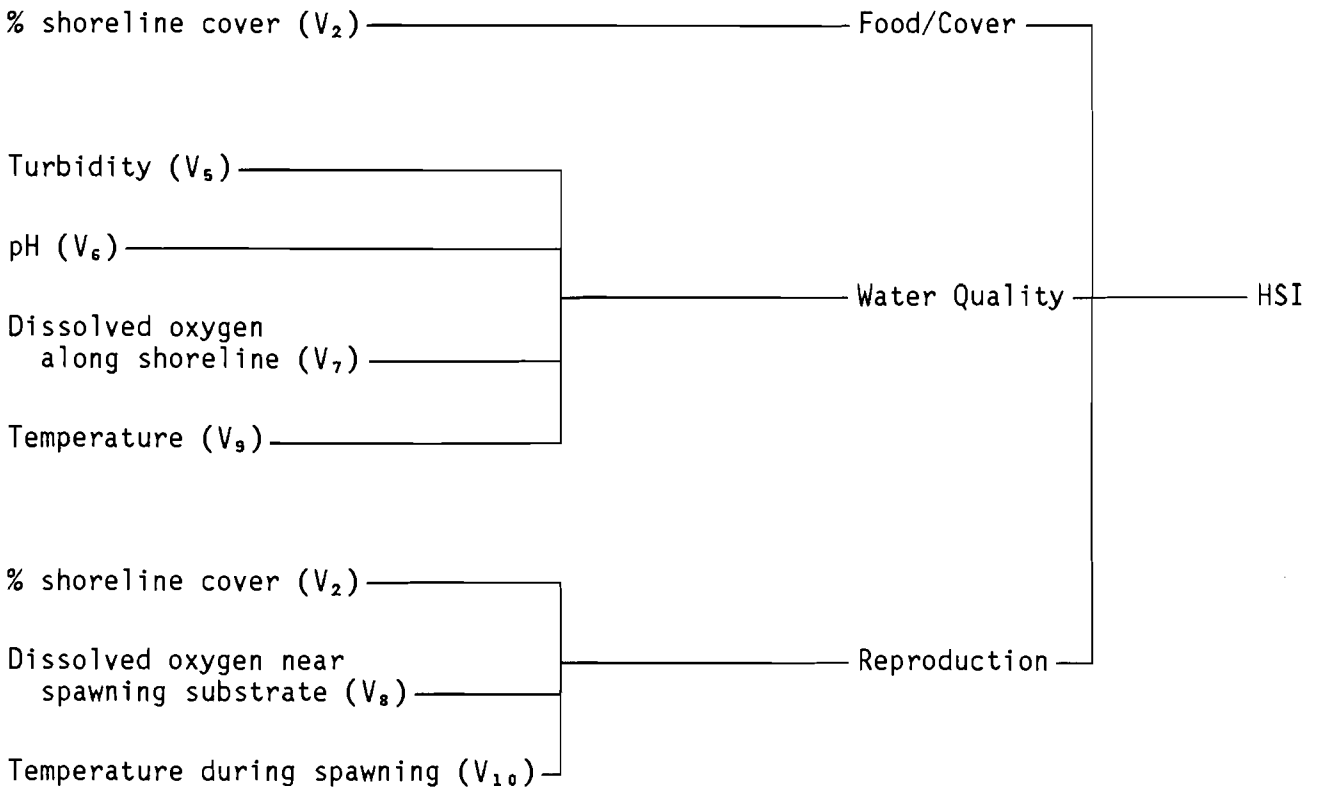 % shoreline cover (V₂)
Food/Cover
Turbidity (V₅)
pH (V₆)
Water Quality
HSI
Dissolved oxygen
along shoreline (V₇)
Temperature (V₉)
% shoreline cover (V₂)
Dissolved oxygen near
spawning substrate (V₈)
Reproduction
Temperature during spawning (V₁₀)